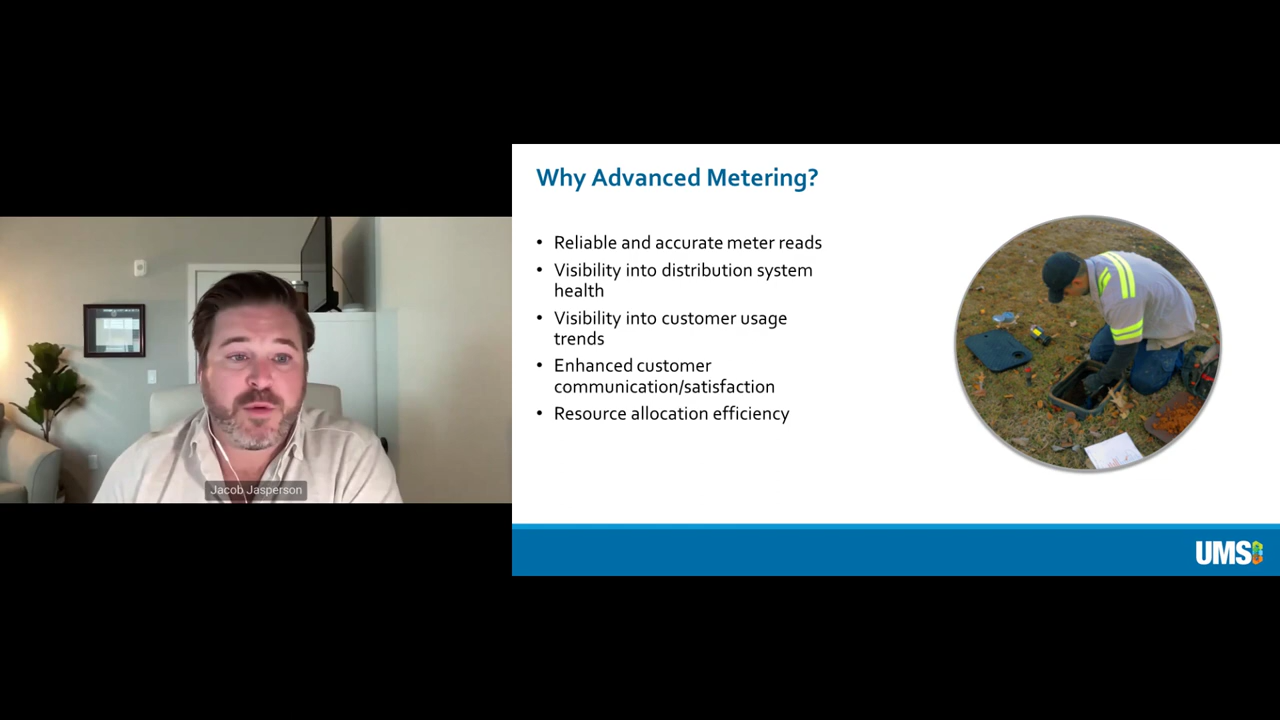 Jacob Jasperson
Why Advanced Metering?
• Reliable and accurate meter reads
• Visibility into distribution system
health
• Visibility into customer usage
trends
• Enhanced customer
communication/satisfaction
• Resource allocation efficiency
UMS